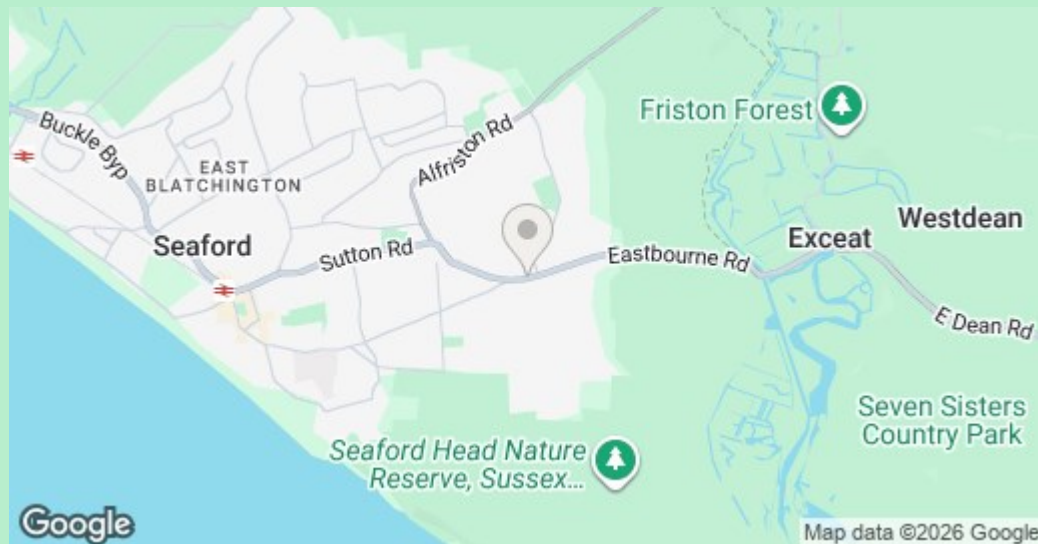 Buckle Byp
EAST
BLATCHINGTON
Seaford
Sutton Rd
Alfriston Rd
Eastbourne Rd
Friston Forest
Westdean
Exceat
E Dean Rd
Seven Sisters
Country Park
Seaford Head Nature
Reserve, Sussex...
Google
Map data ©2026 Google